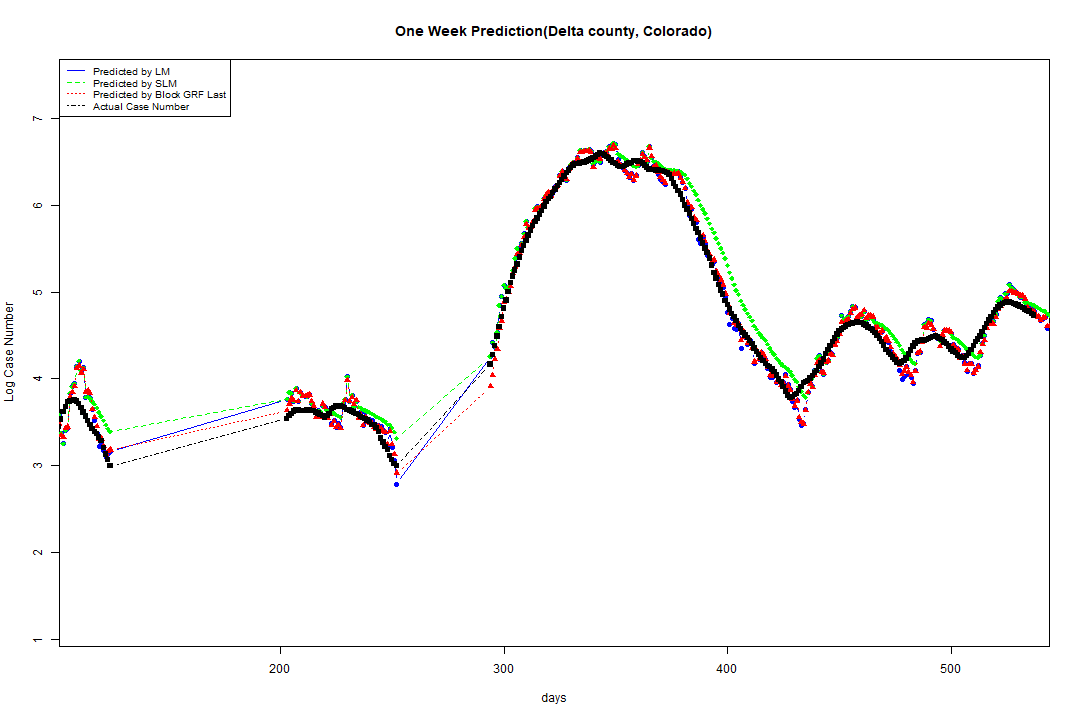 One Week Prediction(Delta county, Colorado)
Predicted by LM
Predicted by SLM
Predicted by Block GRF Last
Actual Case Number
7
6
5
4
3
2
1
Log Case Number
200 300 400 500
days